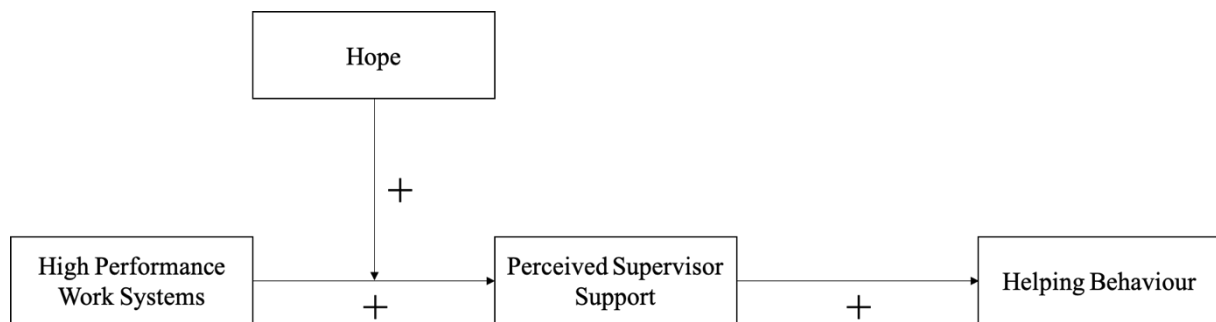 Hope
+
High Performance
Work Systems
+
Perceived Supervisor
Support
+
Helping Behaviour